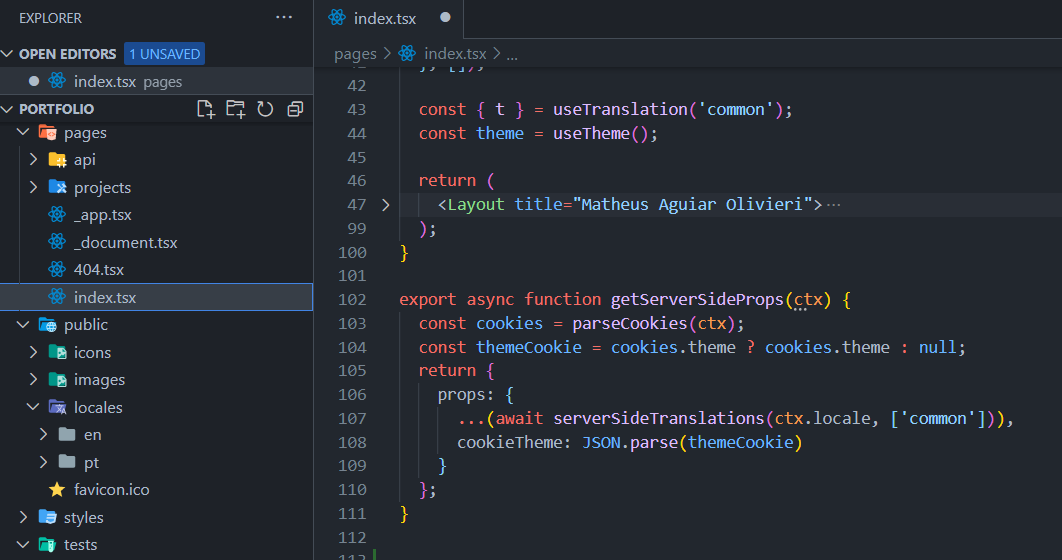 EXPLORER
OPEN EDITORS 1 UNSAVED
index.tsx pages
PORTFOLIO
pages
api
projects
_app.tsx
_document.tsx
404.tsx
index.tsx
public
icons
images
locales
en
pt
favicon.ico
styles
tests
index.tsx
pages > index.tsx > ...
42
43 const { t } = useTranslation('common');
44 const theme = useTheme();
45
46 return (
47 <Layout title="Matheus Aguiar Olivieri"> ...
99 );
100 }
101
102 export async function getServerSideProps(ctx) {
103 const cookies = parseCookies(ctx);
104 const themeCookie = cookies.theme ? cookies.theme : null;
105 return {
106 props: {
107 ...(await serverSideTranslations(ctx.locale, ['common'])),
108 cookieTheme: JSON.parse(themeCookie)
109 }
110 };
111 }
112